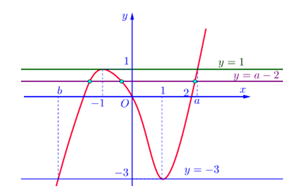 y
1
y = 1
y = a − 2
b
−1
O
1
2
a
x
−3
y = −3